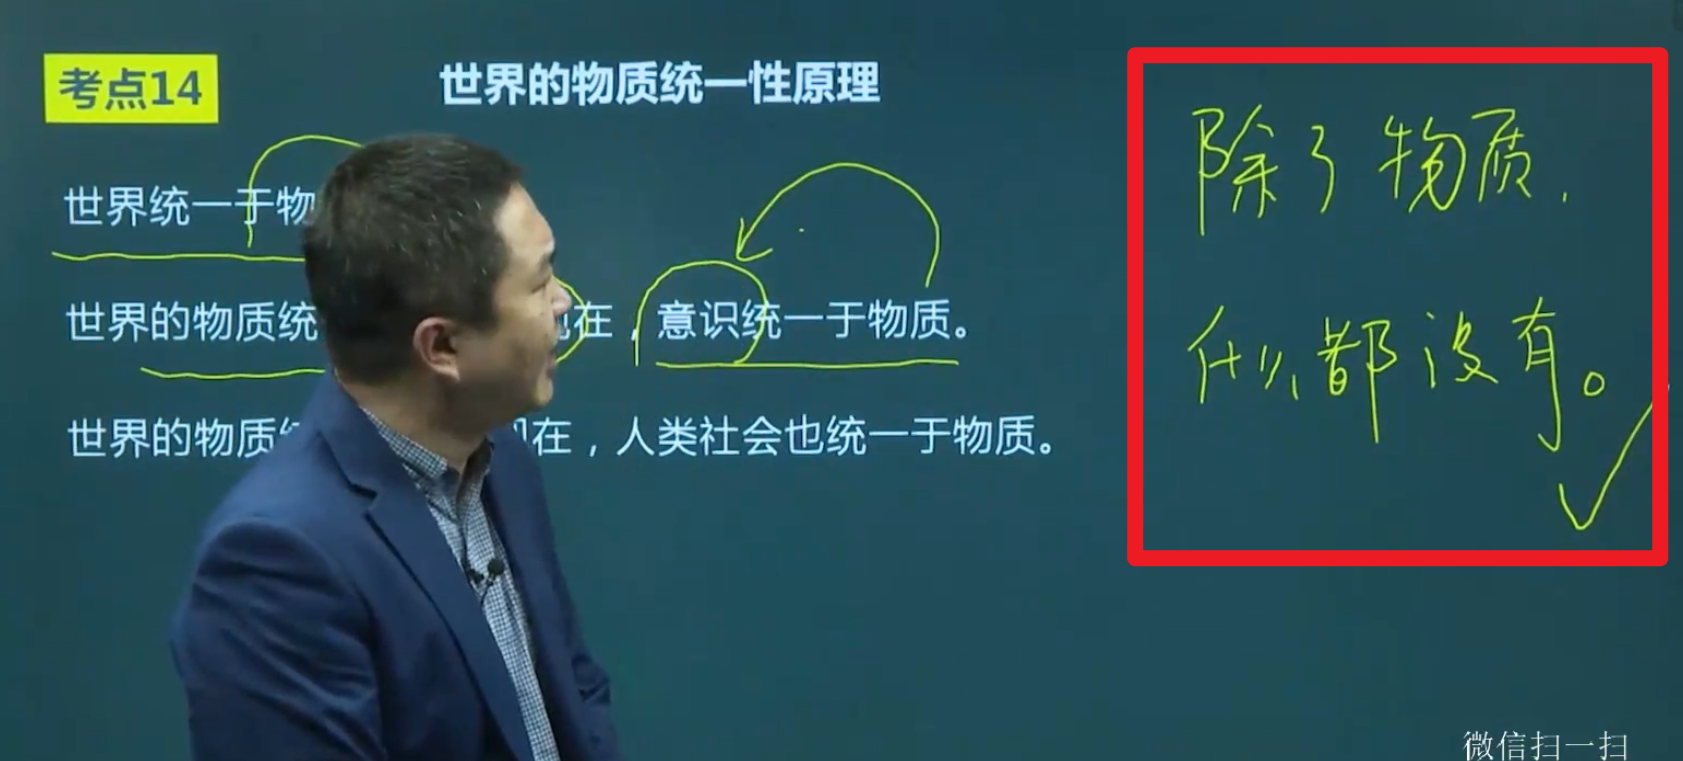 考点14
世界的物质统一性原理
世界统一于物
世界的物质统 在，意识统一于物质。
世界的物质统 现在，人类社会也统一于物质。
除了物质，
什么都没有。
微信扫一扫